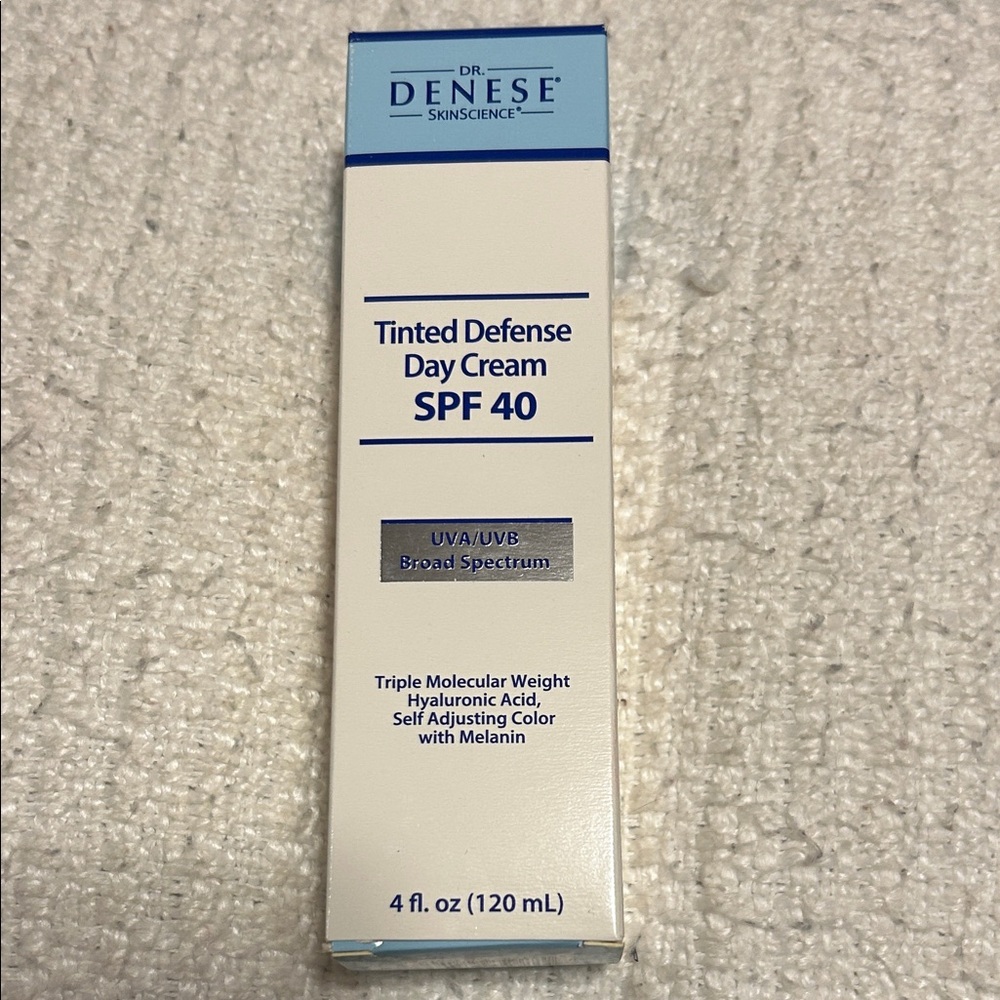 DR.
DENESE®
SKINSCIENCE®
Tinted Defense
Day Cream
SPF 40
UVA/UVB
Broad Spectrum
Triple Molecular Weight
Hyaluronic Acid,
Self Adjusting Color
with Melanin
4 fl. oz (120 mL)